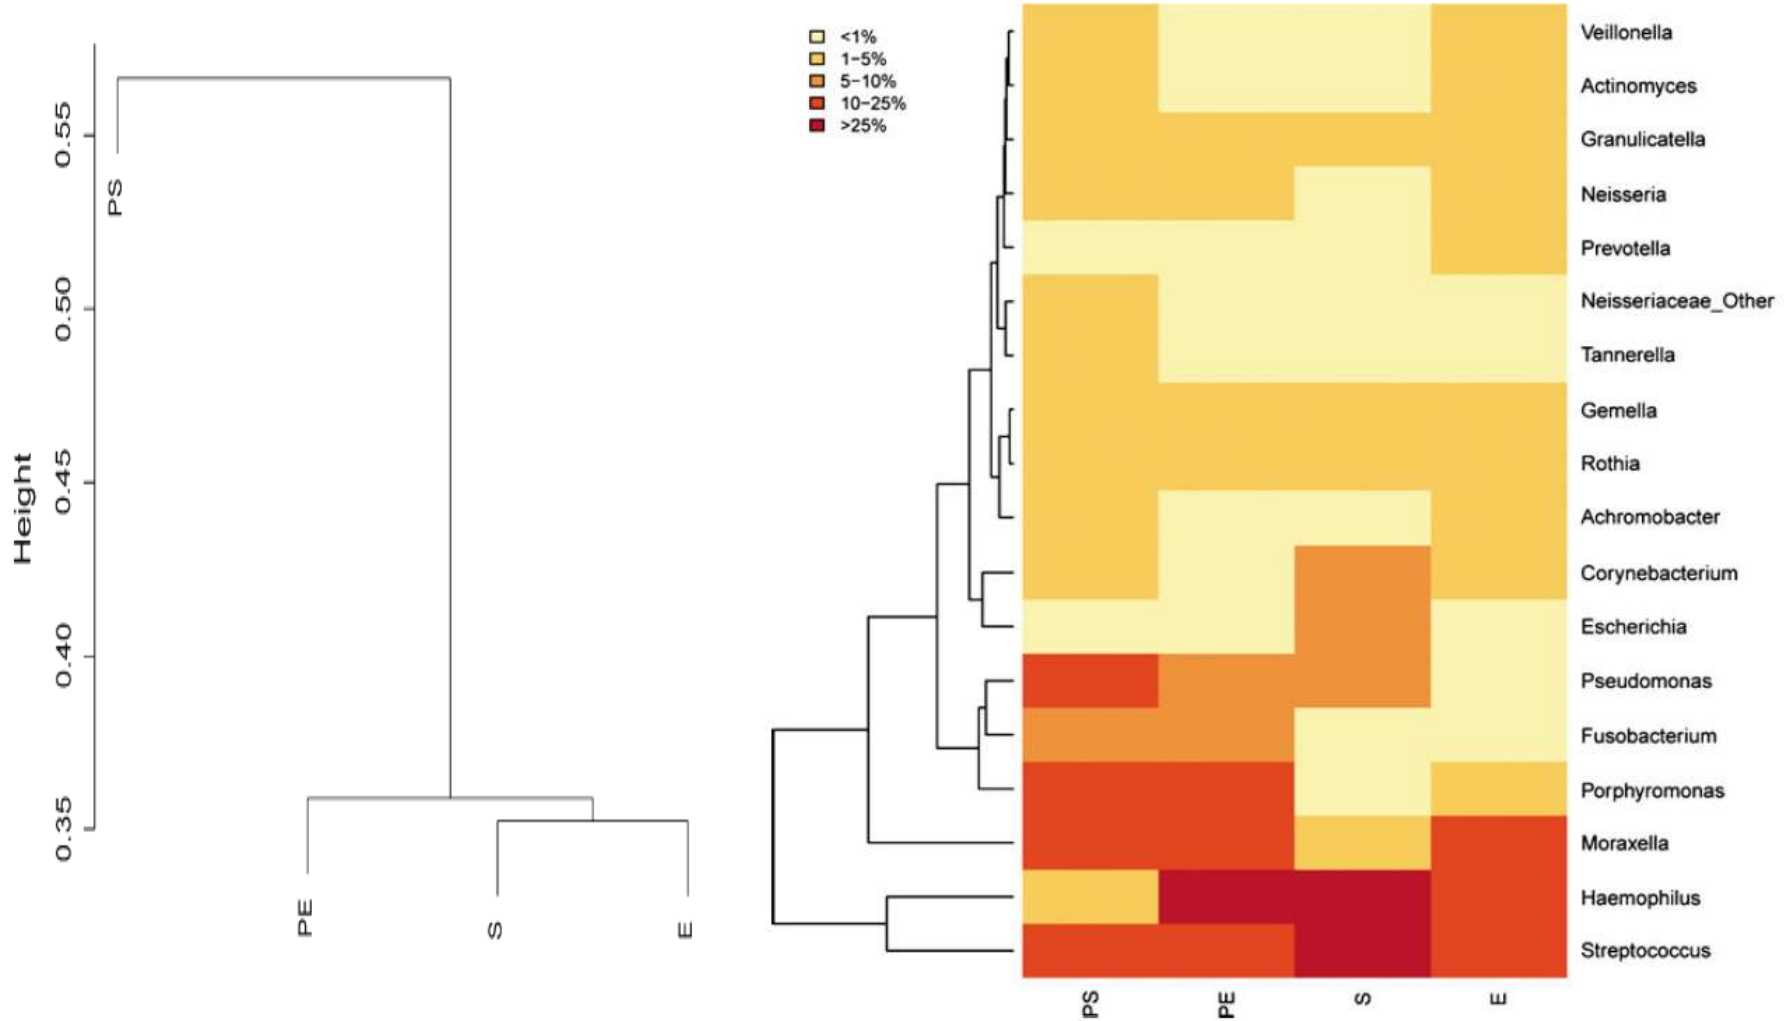 Height
0.55
0.50
0.45
0.40
0.35
PS
PE
S
E
<1%
1-5%
5-10%
10-25%
>25%
Veillonella
Actinomyces
Granulicatella
Neisseria
Prevotella
Neisseriaceae_Other
Tannerella
Gemella
Rothia
Achromobacter
Corynebacterium
Escherichia
Pseudomonas
Fusobacterium
Porphyromonas
Moraxella
Haemophilus
Streptococcus
PS
PE
S
E